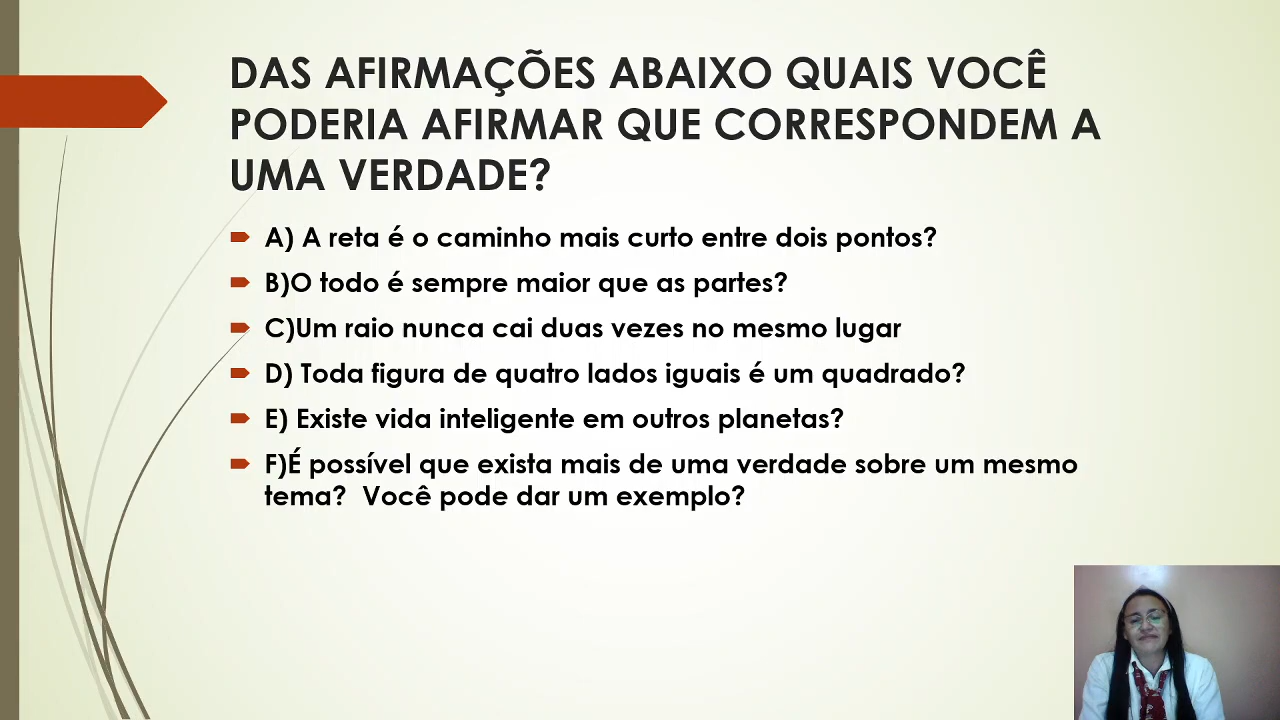 DAS AFIRMAÇÕES ABAIXO QUAIS VOCÊ
PODERIA AFIRMAR QUE CORRESPONDEM A
UMA VERDADE?
A) A reta é o caminho mais curto entre dois pontos?
B)O todo é sempre maior que as partes?
C)Um raio nunca cai duas vezes no mesmo lugar
D) Toda figura de quatro lados iguais é um quadrado?
E) Existe vida inteligente em outros planetas?
F)É possível que exista mais de uma verdade sobre um mesmo
tema?  Você pode dar um exemplo?